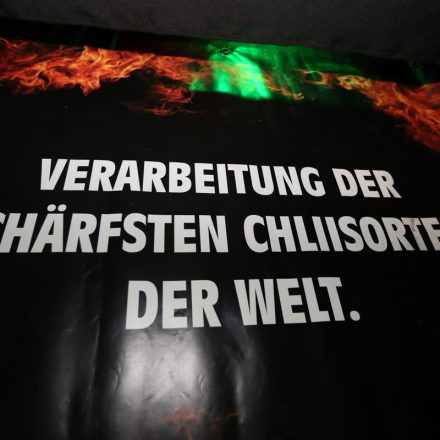 VERARBEITUNG DER
CHÄRFSTEN CHLIISORTE
DER WELT.